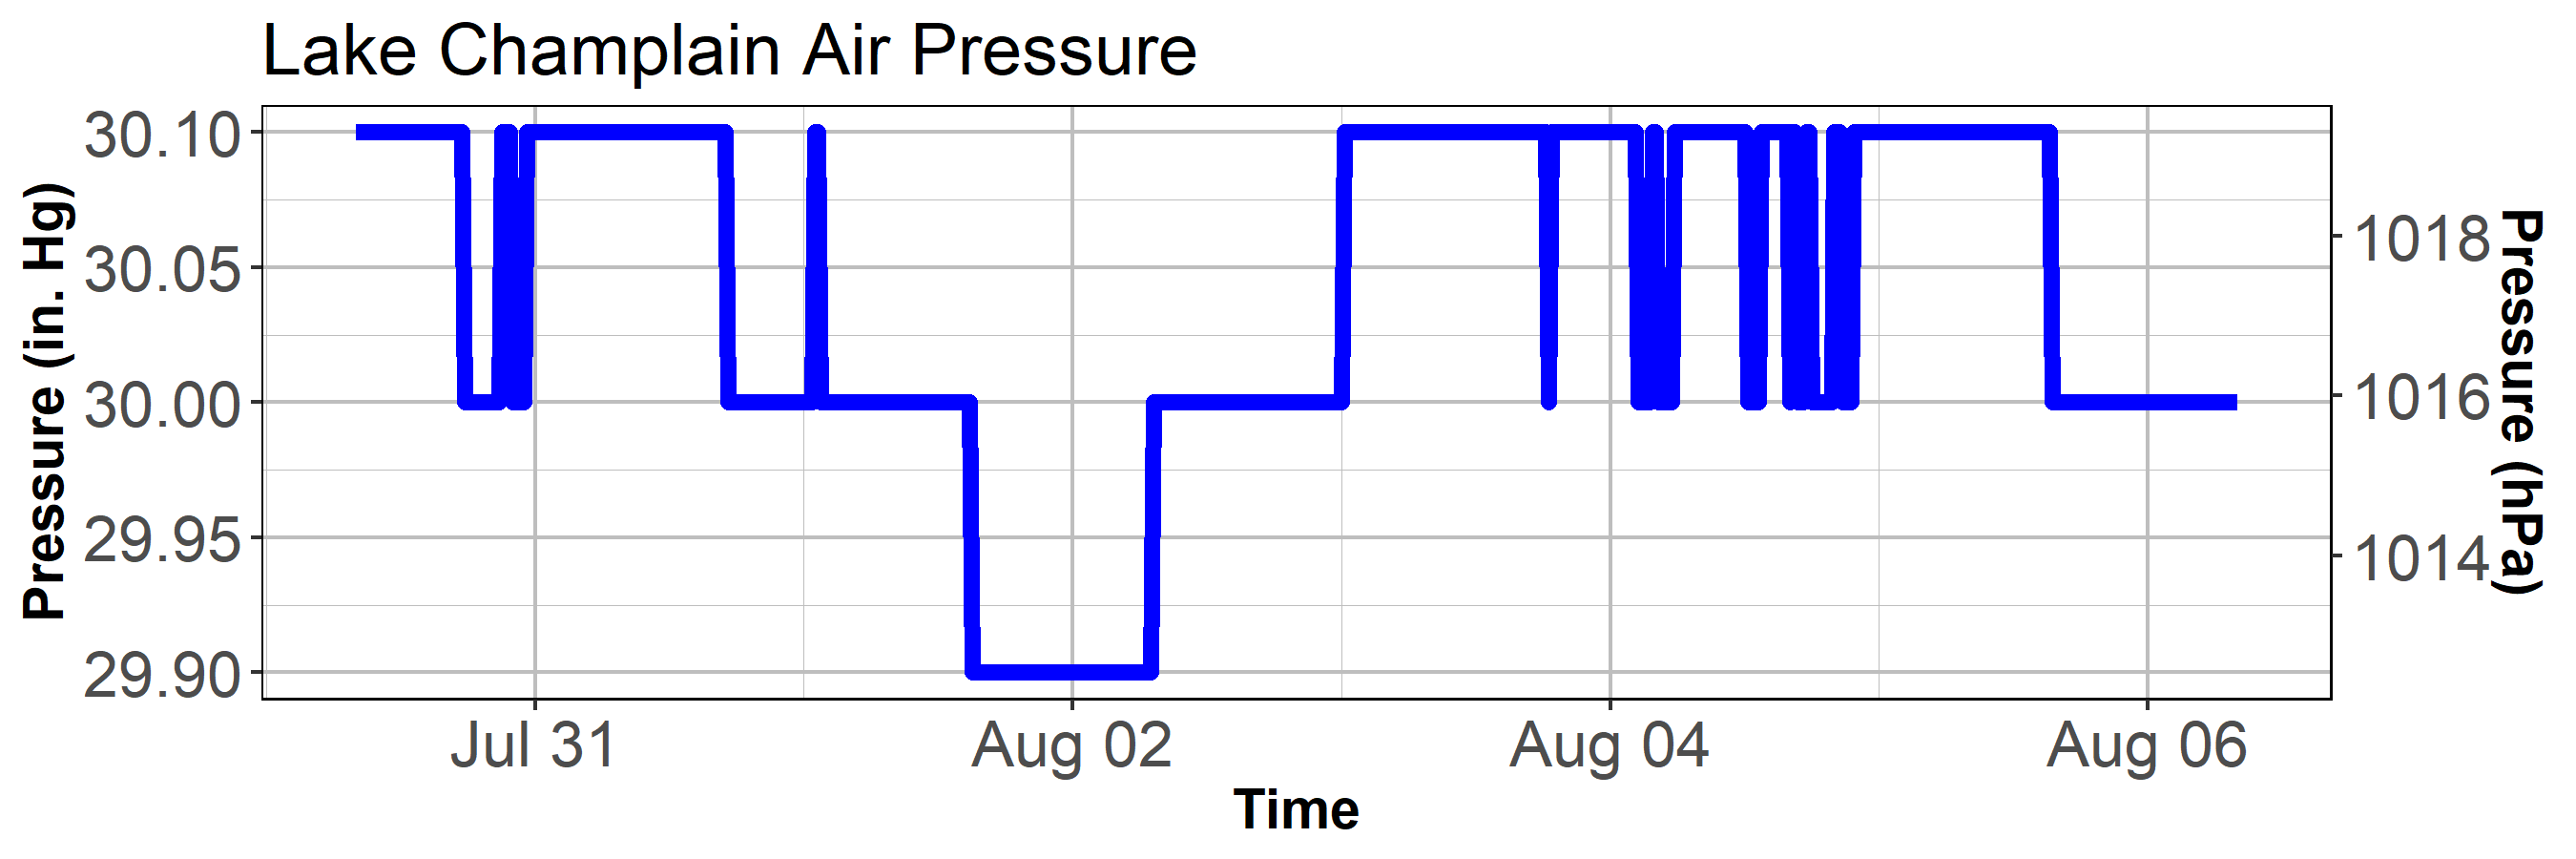 Lake Champlain Air Pressure
Pressure (in. Hg)
30.10
30.05
30.00
29.95
29.90
1018
1016
1014
Pressure (hPa)
Jul 31
Aug 02
Aug 04
Aug 06
Time